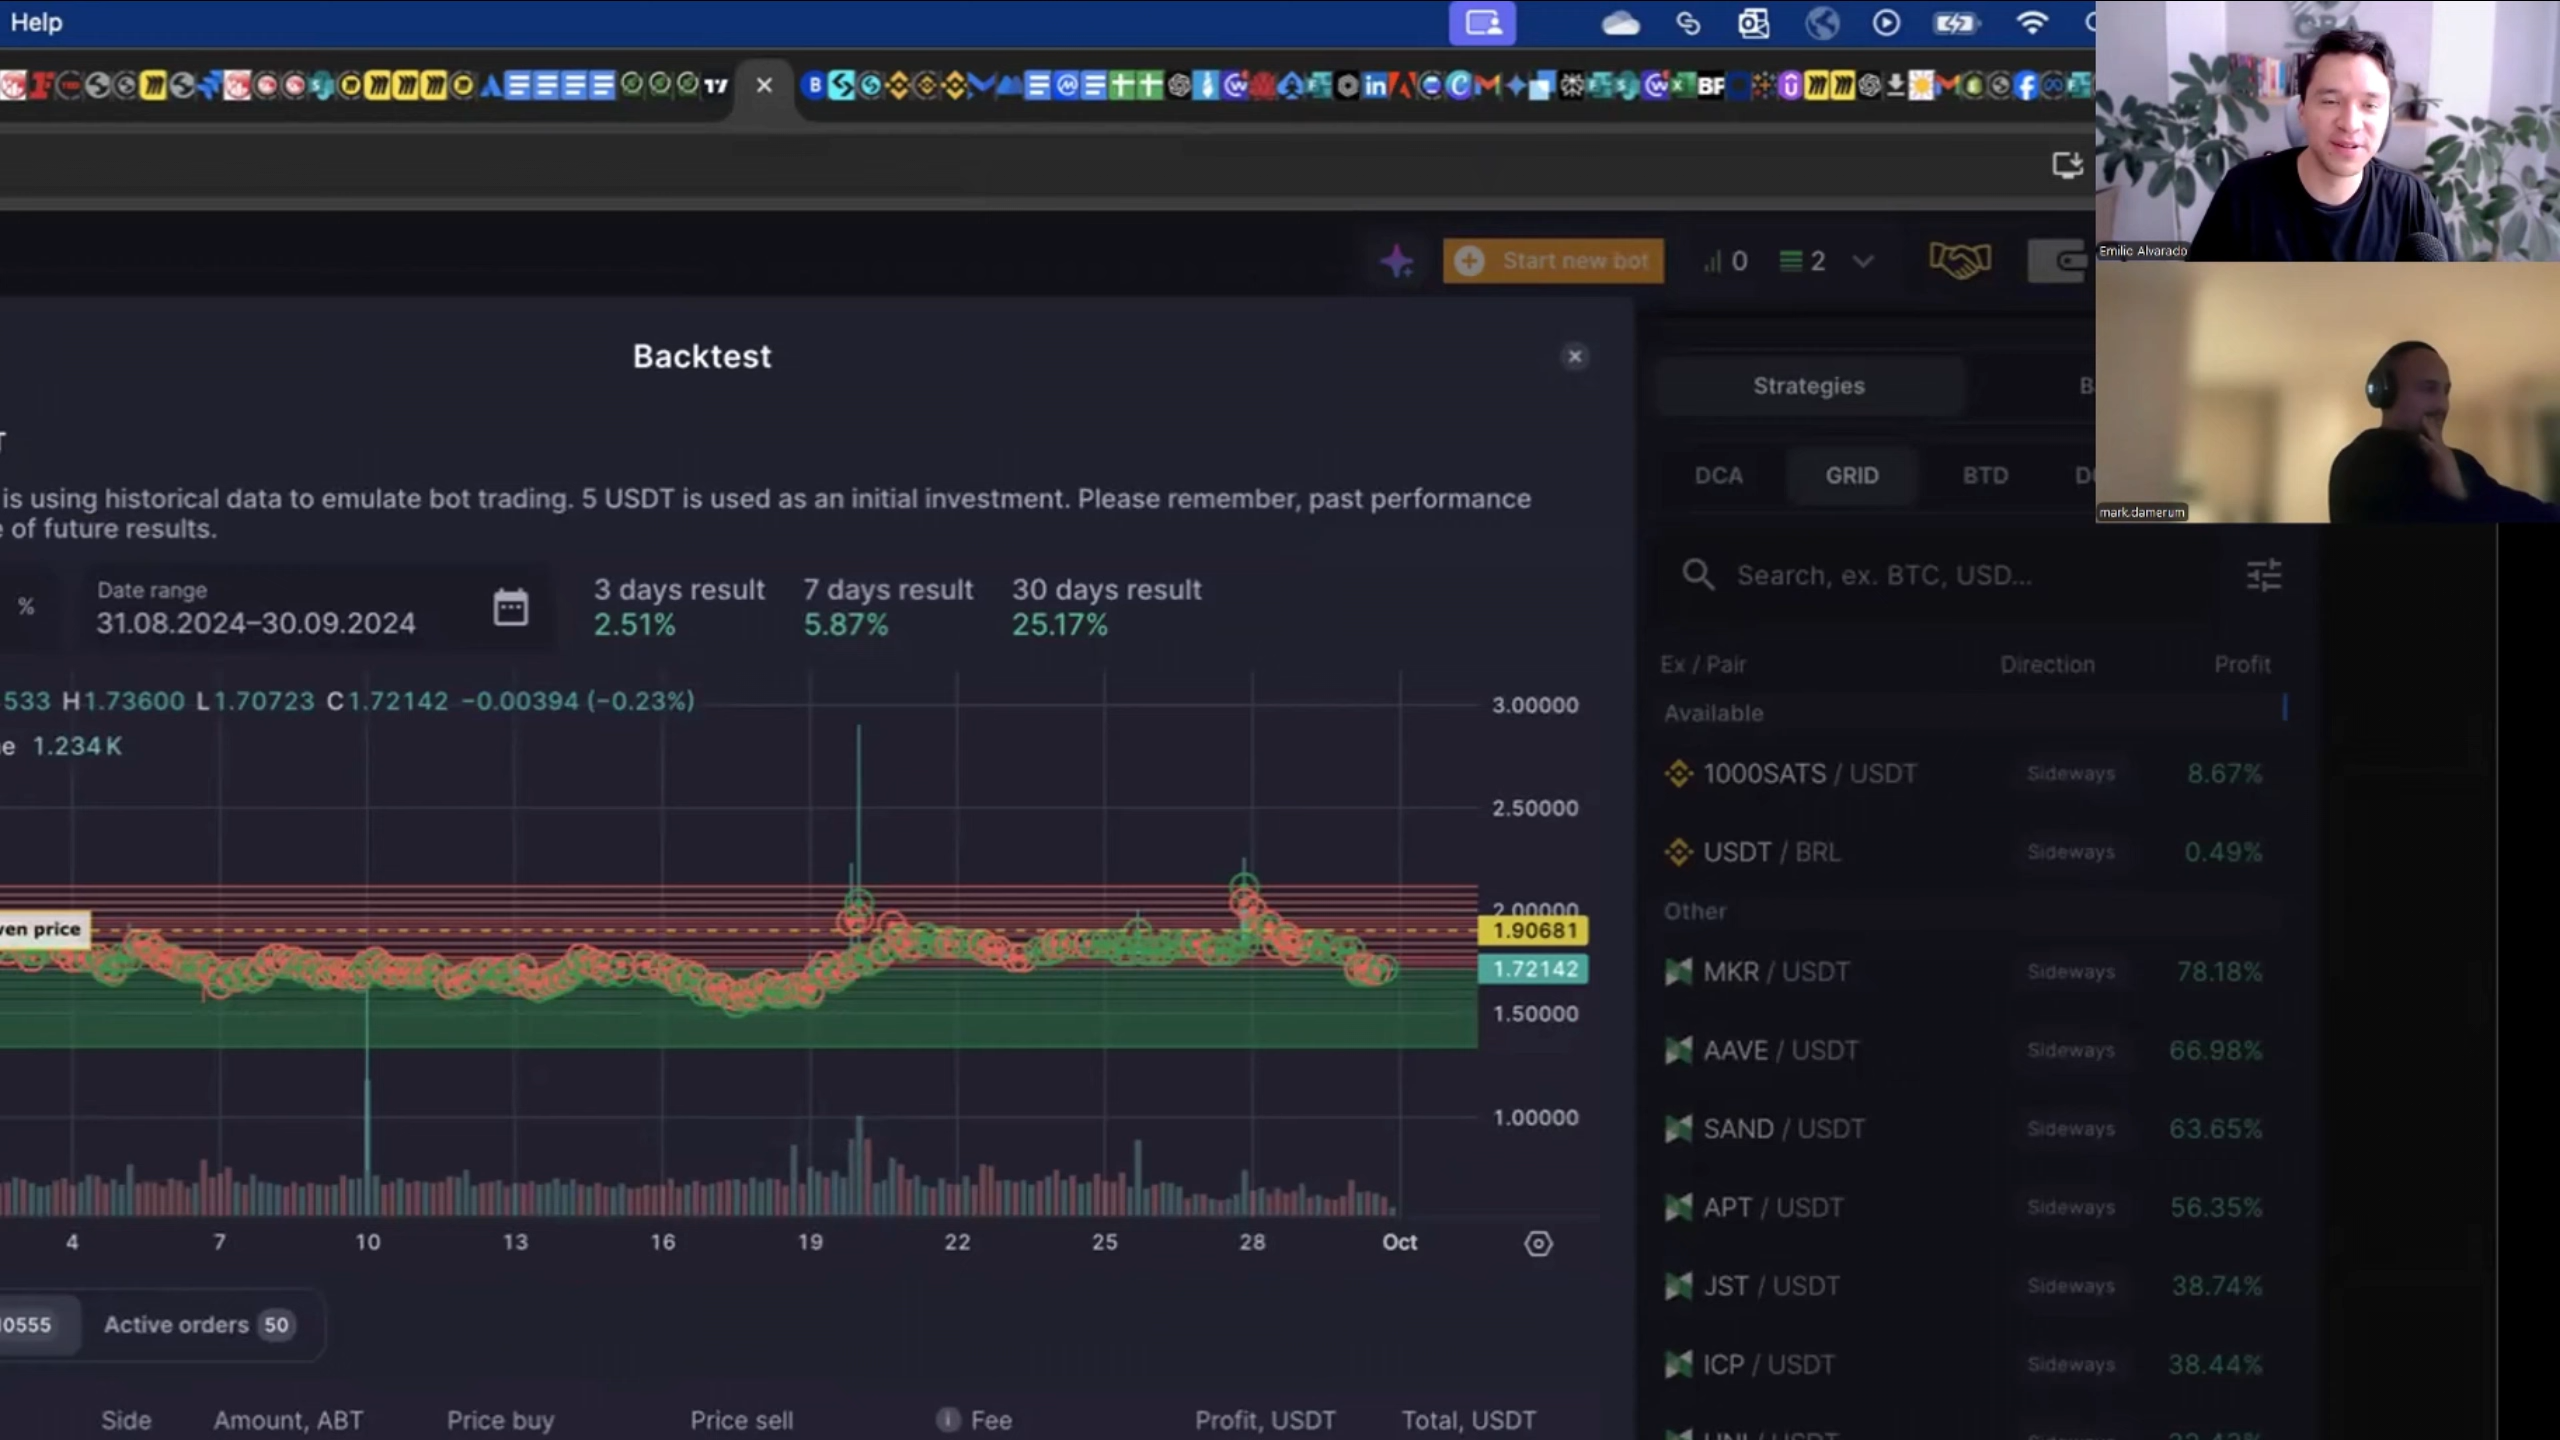 Help
BF
Emilio Alvarado
Start new bot
0
2
mark.damerum
Backtest
Strategies
DCA
GRID
BTD
is using historical data to emulate bot trading. 5 USDT is used as an initial investment. Please remember, past performance
of future results.
Search, ex. BTC, USD...
%
Date range
31.08.2024–30.09.2024
3 days result
2.51%
7 days result
5.87%
30 days result
25.17%
Ex / Pair
Direction
Profit
Available
533 H1.73600 L1.70723 C1.72142 −0.00394 (−0.23%)
1.234K
3.00000
2.50000
2.00000
1.90681
1.72142
1.50000
1.00000
en price
1000SATS / USDT
Sideways
8.67%
USDT / BRL
Sideways
0.49%
Other
MKR / USDT
Sideways
78.18%
AAVE / USDT
Sideways
66.98%
SAND / USDT
Sideways
63.65%
APT / USDT
Sideways
56.35%
JST / USDT
Sideways
38.74%
ICP / USDT
Sideways
38.44%
4 7 10 13 16 19 22 25 28 Oct
0555
Active orders 50
Side
Amount, ABT
Price buy
Price sell
Fee
Profit, USDT
Total, USDT